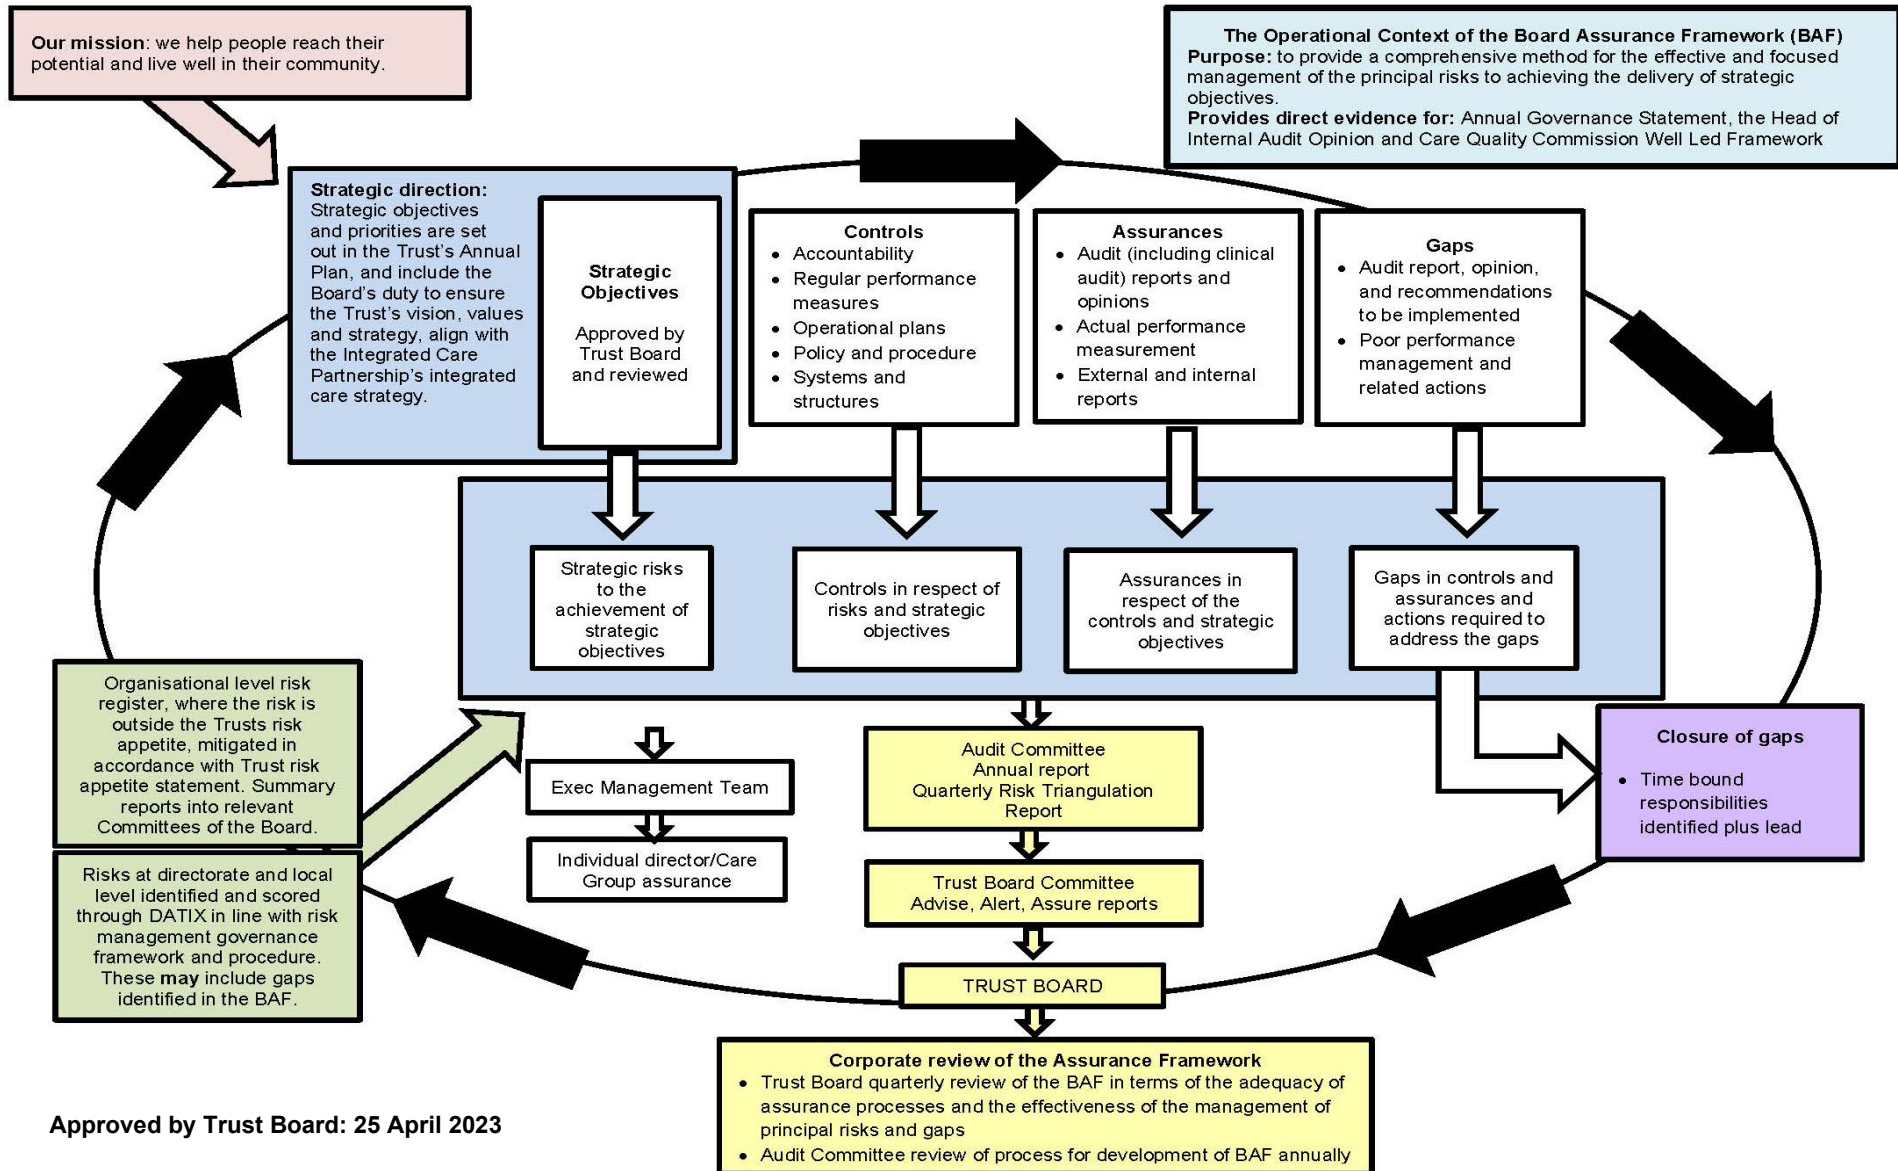 Our mission: we help people reach their
potential and live well in their community.
The Operational Context of the Board Assurance Framework (BAF)
Purpose: to provide a comprehensive method for the effective and focused
management of the principal risks to achieving the delivery of strategic
objectives.
Provides direct evidence for: Annual Governance Statement, the Head of
Internal Audit Opinion and Care Quality Commission Well Led Framework
Strategic direction:
Strategic objectives
and priorities are set
out in the Trust's Annual
Plan, and include the
Board's duty to ensure
the Trust's vision, values
and strategy, align with
the Integrated Care
Partnership's integrated
care strategy.
Strategic
Objectives
Approved by
Trust Board
and reviewed
Controls
• Accountability
• Regular performance
measures
• Operational plans
• Policy and procedure
• Systems and
structures
Assurances
• Audit (including clinical
audit) reports and
opinions
• Actual performance
measurement
• External and internal
reports
Gaps
• Audit report, opinion,
and recommendations
to be implemented
• Poor performance
management and
related actions
Strategic risks
to the
achievement of
strategic
objectives
Controls in respect of
risks and strategic
objectives
Assurances in
respect of the
controls and strategic
objectives
Gaps in controls and
assurances and
actions required to
address the gaps
Organisational level risk
register, where the risk is
outside the Trusts risk
appetite, mitigated in
accordance with Trust risk
appetite statement. Summary
reports into relevant
Committees of the Board.
Risks at directorate and local
level identified and scored
through DATIX in line with risk
management governance
framework and procedure.
These may include gaps
identified in the BAF.
Exec Management Team
Individual director/Care
Group assurance
Audit Committee
Annual report
Quarterly Risk Triangulation
Report
Trust Board Committee
Advise, Alert, Assure reports
TRUST BOARD
Closure of gaps
• Time bound
responsibilities
identified plus lead
Corporate review of the Assurance Framework
• Trust Board quarterly review of the BAF in terms of the adequacy of
assurance processes and the effectiveness of the management of
principal risks and gaps
• Audit Committee review of process for development of BAF annually
Approved by Trust Board: 25 April 2023